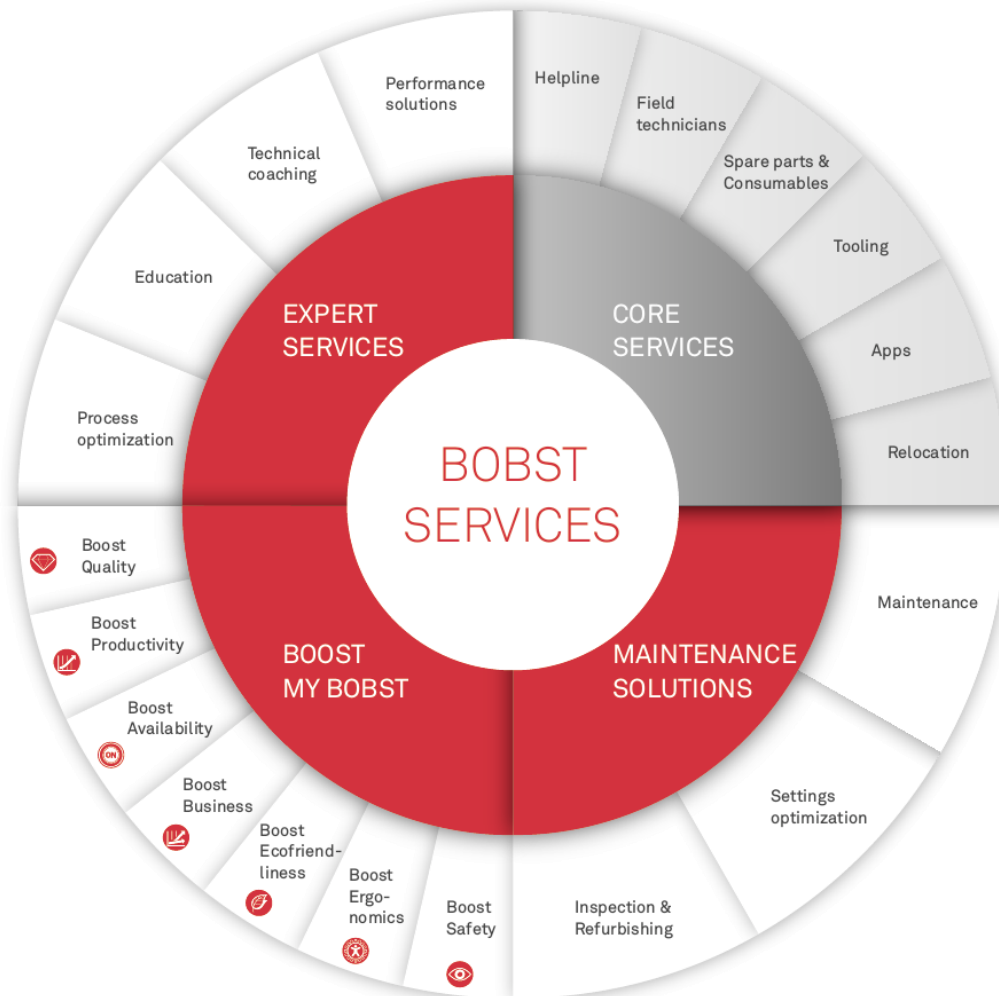 Performance
solutions
Helpline
Field
technicians
Technical
coaching
Spare parts &
Consumables
Tooling
Education
EXPERT
SERVICES
CORE
SERVICES
Apps
Process
optimization
Relocation
BOBST
SERVICES
Boost
Quality
Maintenance
Boost
Productivity
BOOST
MY BOBST
MAINTENANCE
SOLUTIONS
Boost
Availability
ON
Boost
Business
Settings
optimization
Boost
Ecofriend-
liness
Boost
Ergo-
nomics
Boost
Safety
Inspection &
Refurbishing